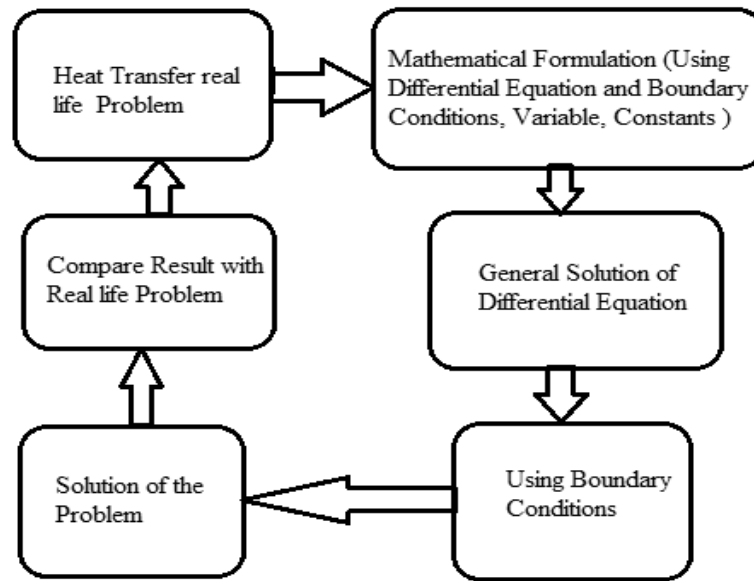 Heat Transfer real
life Problem
Mathematical Formulation (Using
Differential Equation and Boundary
Conditions, Variable, Constants )
General Solution of
Differential Equation
Using Boundary
Conditions
Solution of the
Problem
Compare Result with
Real life Problem